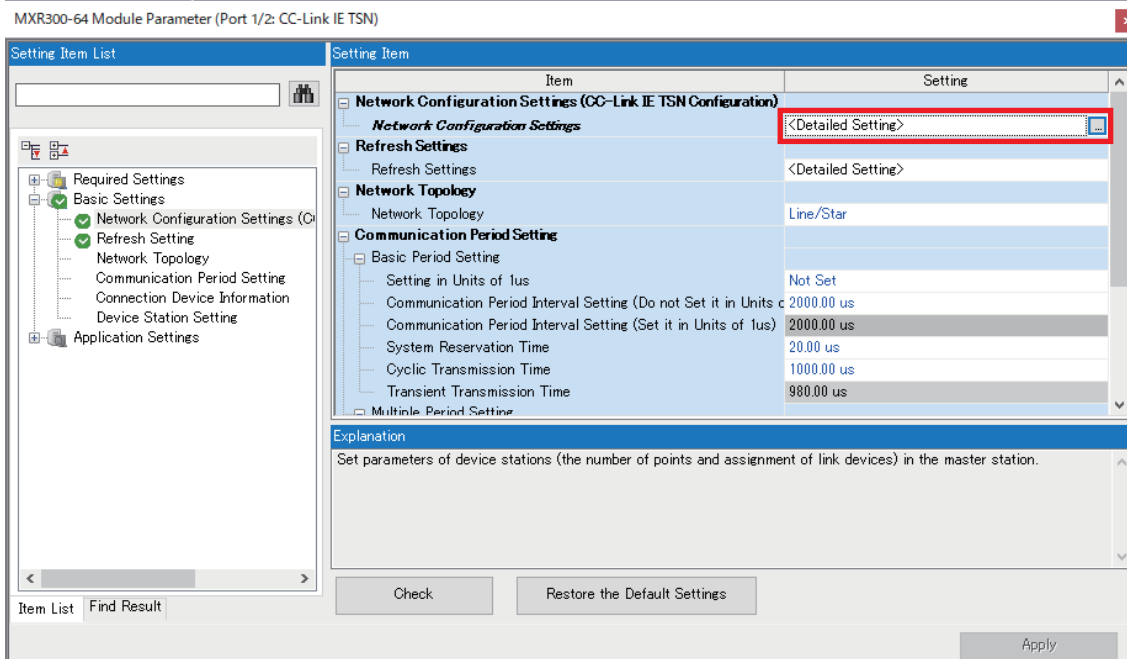 MXR300-64 Module Parameter (Port 1/2: CC-Link IE TSN)
Setting Item List
Required Settings
Basic Settings
Network Configuration Settings (C
Refresh Setting
Network Topology
Communication Period Setting
Connection Device Information
Device Station Setting
Application Settings
Item List Find Result
Setting Item
Item Setting
Network Configuration Settings (CC-Link IE TSN Configuration)
Network Configuration Settings <Detailed Setting> ...
Refresh Settings
Refresh Settings <Detailed Setting>
Network Topology
Network Topology Line/Star
Communication Period Setting
Basic Period Setting
Setting in Units of 1us Not Set
Communication Period Interval Setting (Do not Set it in Units o 2000.00 us
Communication Period Interval Setting (Set it in Units of 1us) 2000.00 us
System Reservation Time 20.00 us
Cyclic Transmission Time 1000.00 us
Transient Transmission Time 980.00 us
Multiple Period Setting
Explanation
Set parameters of device stations (the number of points and assignment of link devices) in the master station.
Check Restore the Default Settings
Apply